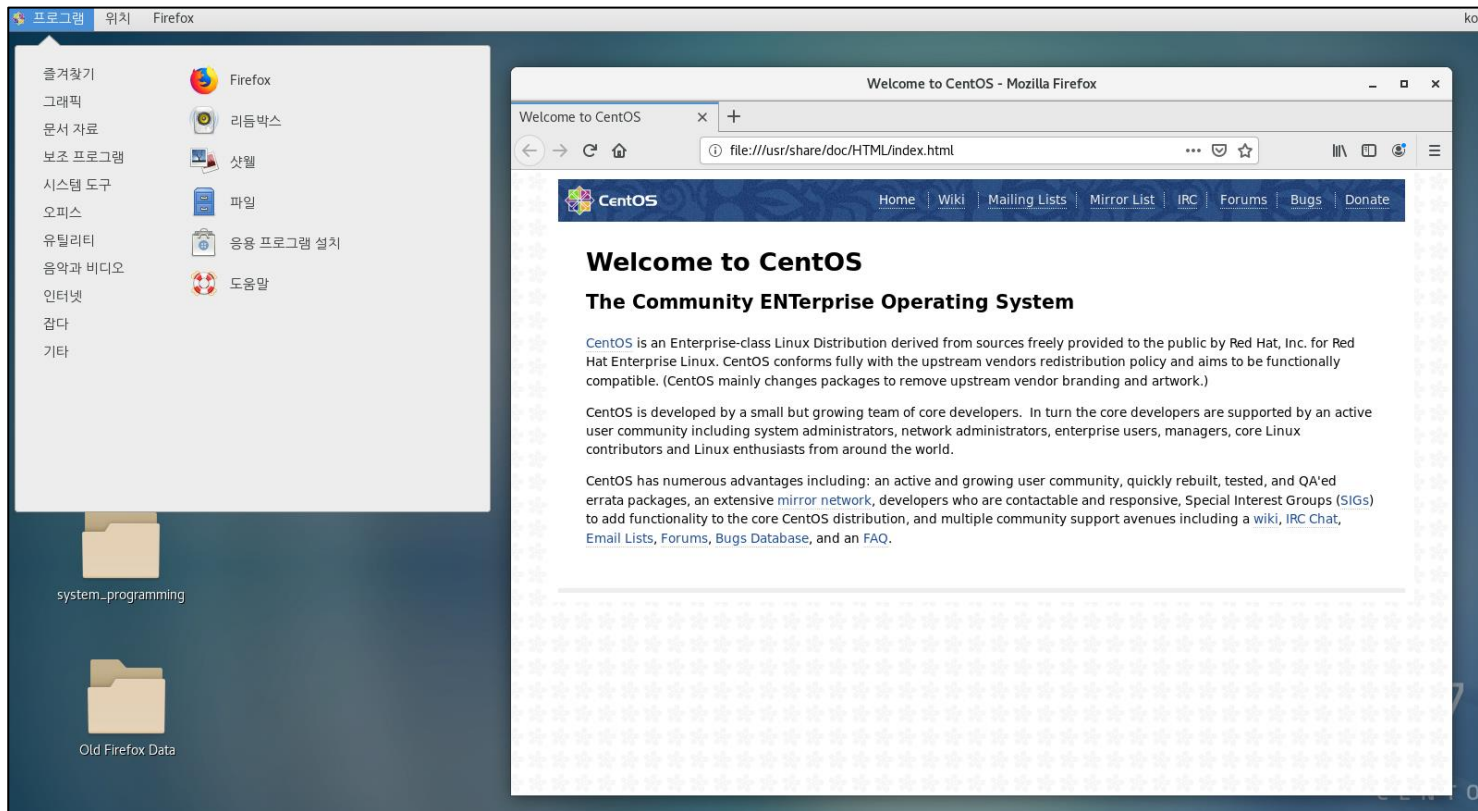 프로그램 위치 Firefox ko
즐겨찾기
그래픽
문서 자료
보조 프로그램
시스템 도구
오피스
유틸리티
음악과 비디오
인터넷
잡다
기타
Firefox
리듬박스
샷웰
파일
응용 프로그램 설치
도움말
system_programming
Old Firefox Data
Welcome to CentOS - Mozilla Firefox
Welcome to CentOS
file:///usr/share/doc/HTML/index.html
CentOS Home Wiki Mailing Lists Mirror List IRC Forums Bugs Donate
Welcome to CentOS
The Community ENTerprise Operating System
CentOS is an Enterprise-class Linux Distribution derived from sources freely provided to the public by Red Hat, Inc. for Red
Hat Enterprise Linux. CentOS conforms fully with the upstream vendors redistribution policy and aims to be functionally
compatible. (CentOS mainly changes packages to remove upstream vendor branding and artwork.)
CentOS is developed by a small but growing team of core developers. In turn the core developers are supported by an active
user community including system administrators, network administrators, enterprise users, managers, core Linux
contributors and Linux enthusiasts from around the world.
CentOS has numerous advantages including: an active and growing user community, quickly rebuilt, tested, and QA'ed
errata packages, an extensive mirror network, developers who are contactable and responsive, Special Interest Groups (SIGs)
to add functionality to the core CentOS distribution, and multiple community support avenues including a wiki, IRC Chat,
Email Lists, Forums, Bugs Database, and an FAQ.
7